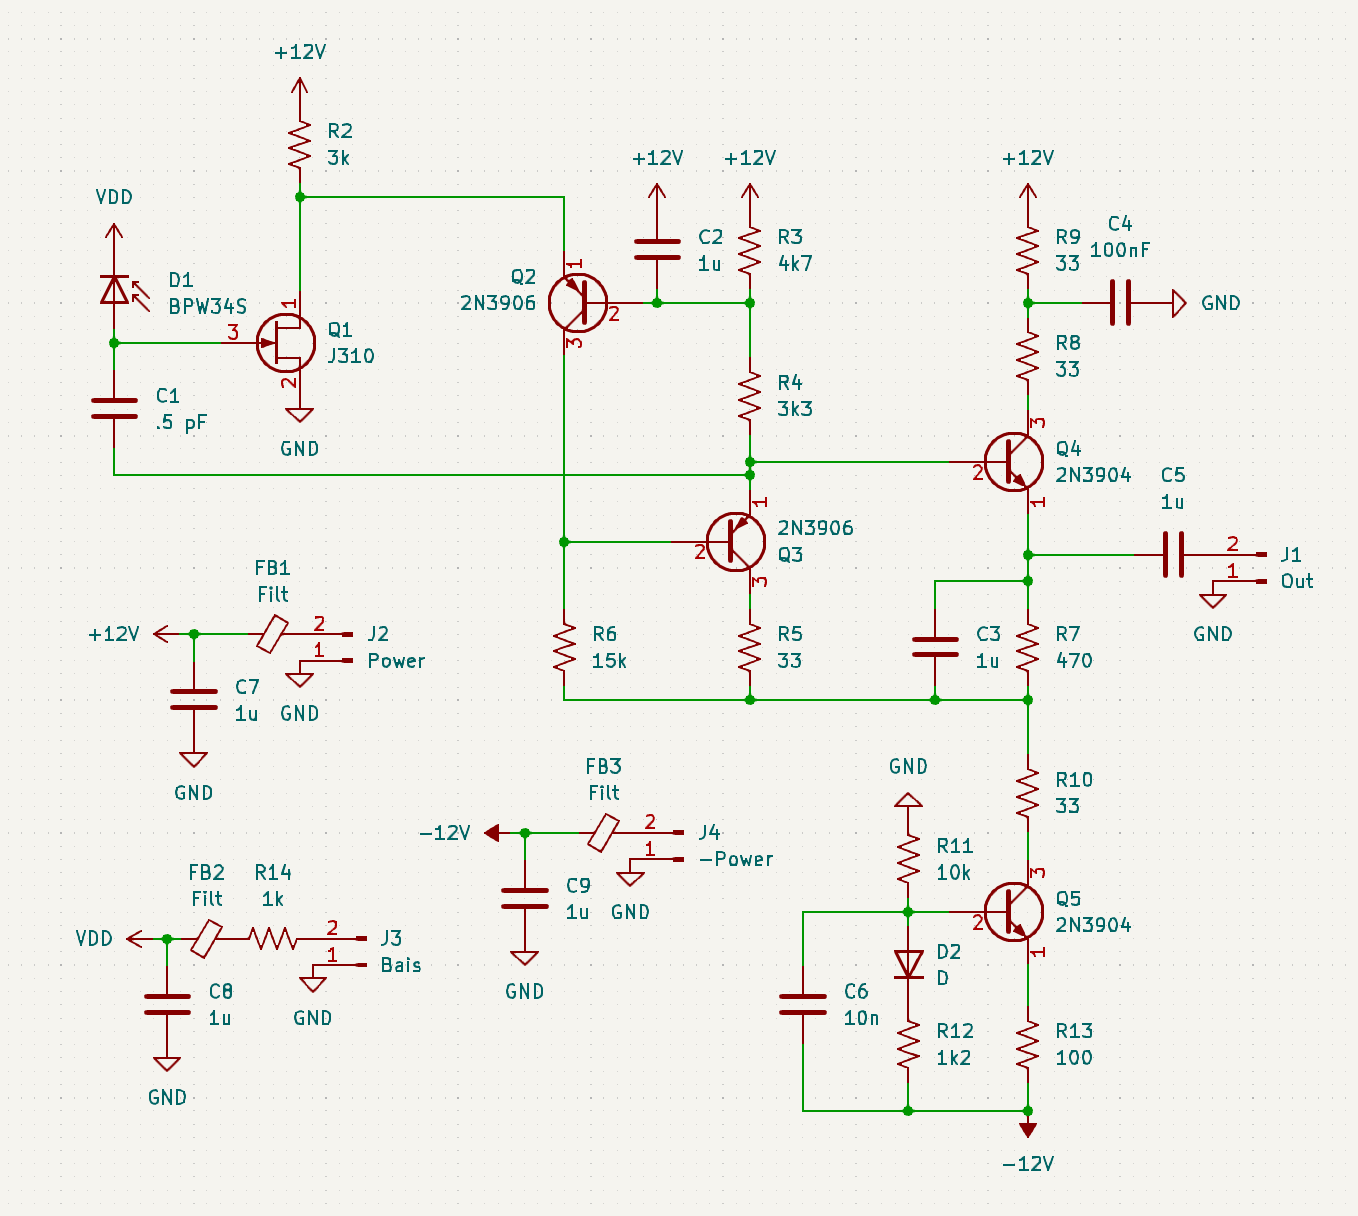 +12V
R2
3k
+12V
+12V
+12V
VDD
C2
1u
R3
4k7
R9
33
C4
100nF
GND
D1
BPW34S
1
3
Q1
J310
2
GND
Q2
2N3906
1
2
3
R8
33
C1
.5 pF
R4
3k3
3
2
Q4
2N3904
1
C5
1u
1
2
2N3906
Q3
3
2
J1
1
Out
GND
FB1
Filt
+12V
2
J2
1
Power
C7
1u
GND
GND
R6
15k
R5
33
C3
1u
R7
470
FB3
Filt
-12V
2
J4
1
-Power
C9
1u
GND
GND
GND
R10
33
R11
10k
3
2
Q5
2N3904
1
FB2
Filt
R14
1k
VDD
2
J3
1
Bais
C8
1u
GND
GND
D2
D
C6
10n
R12
1k2
R13
100
-12V